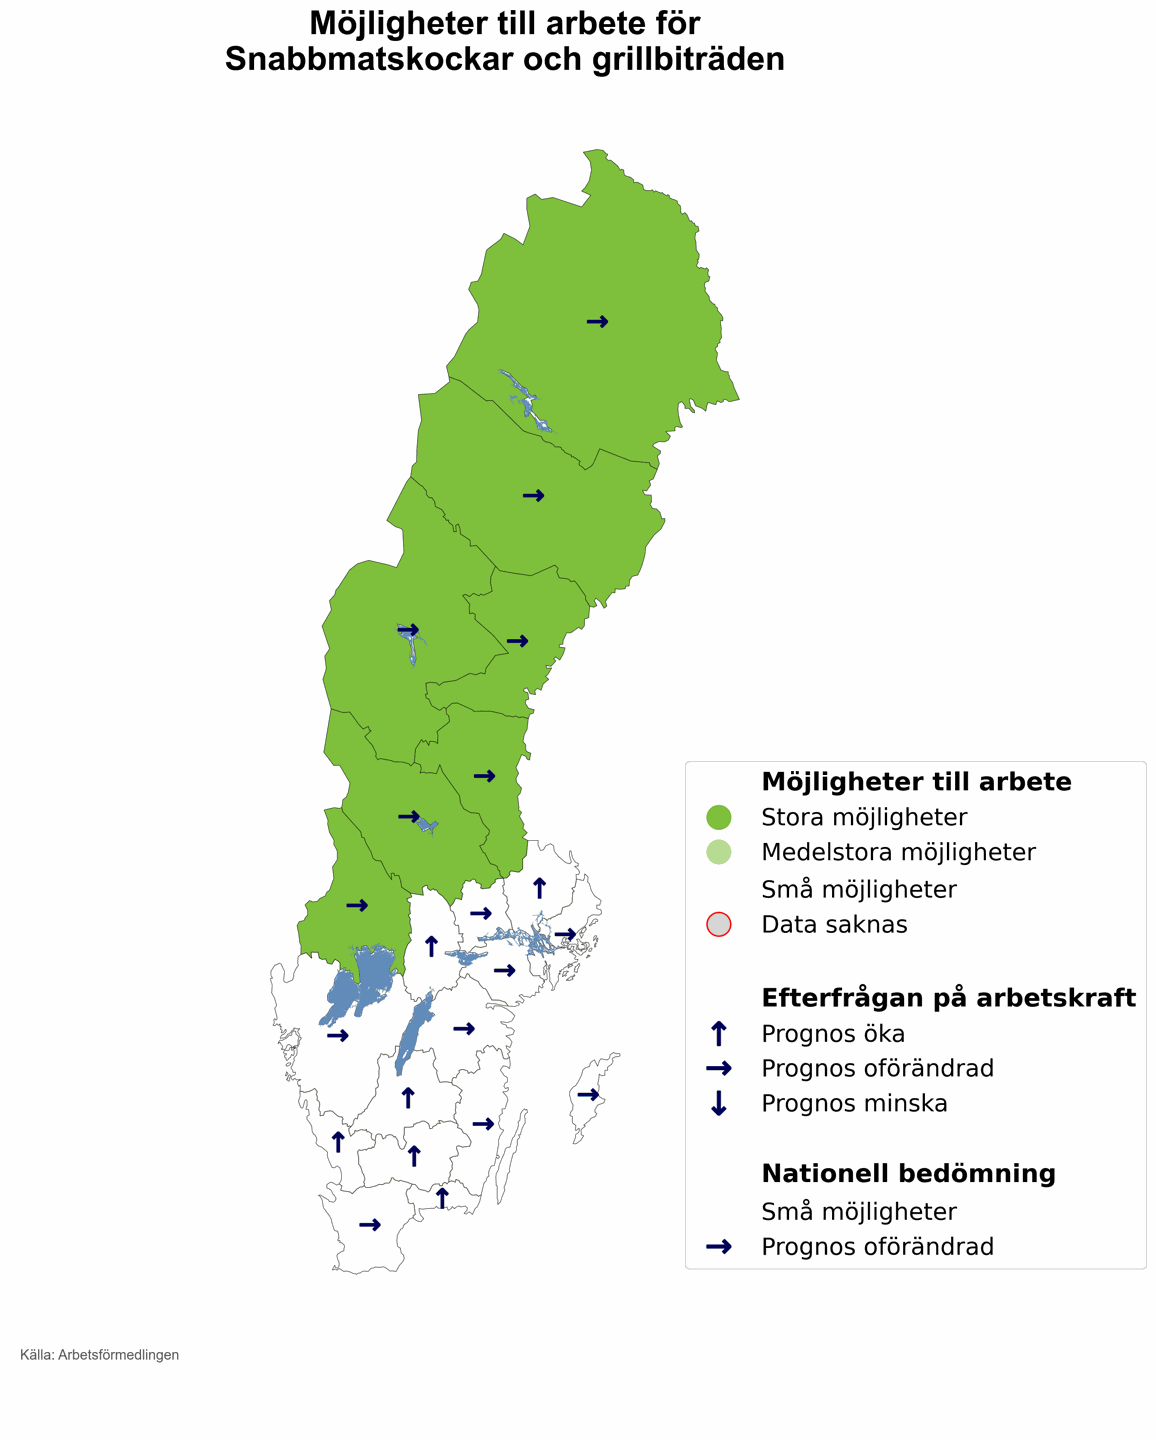 Möjligheter till arbete för
Snabbmatskockar och grillbiträden
Möjligheter till arbete
Stora möjligheter
Medelstora möjligheter
Små möjligheter
Data saknas
Efterfrågan på arbetskraft
Prognos öka
Prognos oförändrad
Prognos minska
Nationell bedömning
Små möjligheter
Prognos oförändrad
Källa: Arbetsförmedlingen